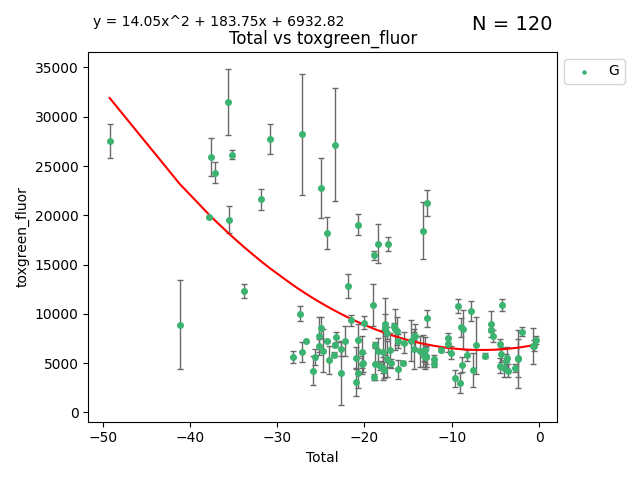 y = 14.05x^2 + 183.75x + 6932.82
N = 120
Total vs toxgreen_fluor
G
35000
30000
25000
20000
15000
10000
5000
0
toxgreen_fluor
−50 −40 −30 −20 −10 0
Total